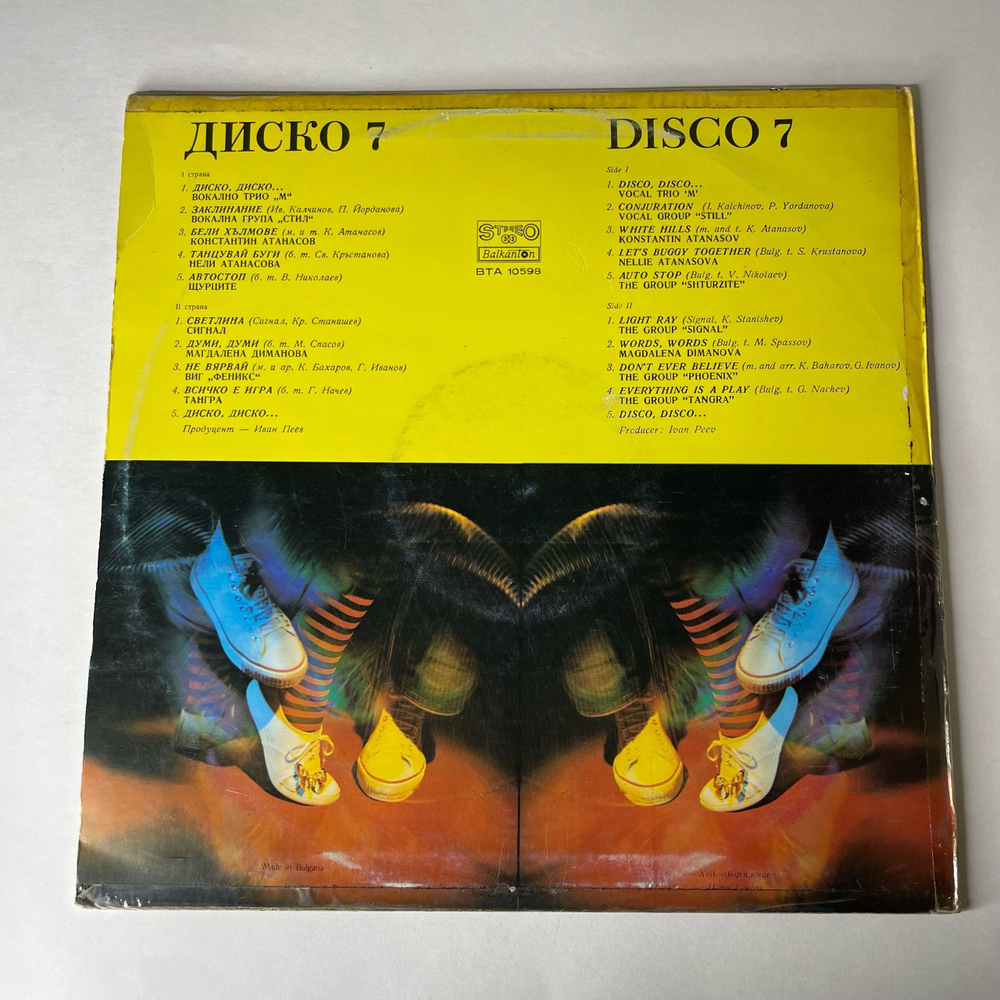 ДИСКО 7
I страна
1. ДИСКО, ДИСКО...
ВОКАЛНО ТРИО „М“
2. ЗАКЛИНАНИЕ (Ив. Калчинов, П. Йорданова)
ВОКАЛНА ГРУПА „СТИЛ“
3. БЕЛИ ХЪЛМОВЕ (м. и т. К. Атанасов)
КОНСТАНТИН АТАНАСОВ
4. ТАНЦУВАЙ БУГИ (б. т. Св. Кръстанова)
НЕЛИ АТАНАСОВА
5. АВТОСТОП (б. т. В. Николаев)
ЩУРЦИТЕ
II страна
1. СВЕТЛИНА (Сигнал, Кр. Станишев)
СИГНАЛ
2. ДУМИ, ДУМИ (б. т. М. Спасов)
МАГДАЛЕНА ДИМАНОВА
3. НЕ ВЯРВАЙ (м. и ар. К. Бахаров, Г. Иванов)
ВИГ „ФЕНИКС“
4. ВСИЧКО Е ИГРА (б. т. Г. Начев)
ТАНГРА
5. ДИСКО, ДИСКО...
Продуцент — Иван Пеев
STEREO
33
Balkanton
BTA 10598
DISCO 7
Side I
1. DISCO, DISCO...
VOCAL TRIO 'M'
2. CONJURATION (I. Kalchinov, P. Yordanova)
VOCAL GROUP “STILL”
3. WHITE HILLS (m. and t. K. Atanasov)
KONSTANTIN ATANASOV
4. LET'S BUGGY TOGETHER (Bulg. t. S. Krustanova)
NELLIE ATANASOVA
5. AUTO STOP (Bulg. t. V. Nikolaev)
THE GROUP “SHTURZITE”
Side II
1. LIGHT RAY (Signal, K. Stanishev)
THE GROUP “SIGNAL”
2. WORDS, WORDS (Bulg. t. M. Spassov)
MAGDALENA DIMANOVA
3. DON'T EVER BELIEVE (m. and arr. K. Baharov, G. Ivanov)
THE GROUP “PHOENIX”
4. EVERYTHING IS A PLAY (Bulg. t. G. Nachev)
THE GROUP “TANGRA”
5. DISCO, DISCO...
Producer: Ivan Peev
Made in Bulgaria
Худ. оформление